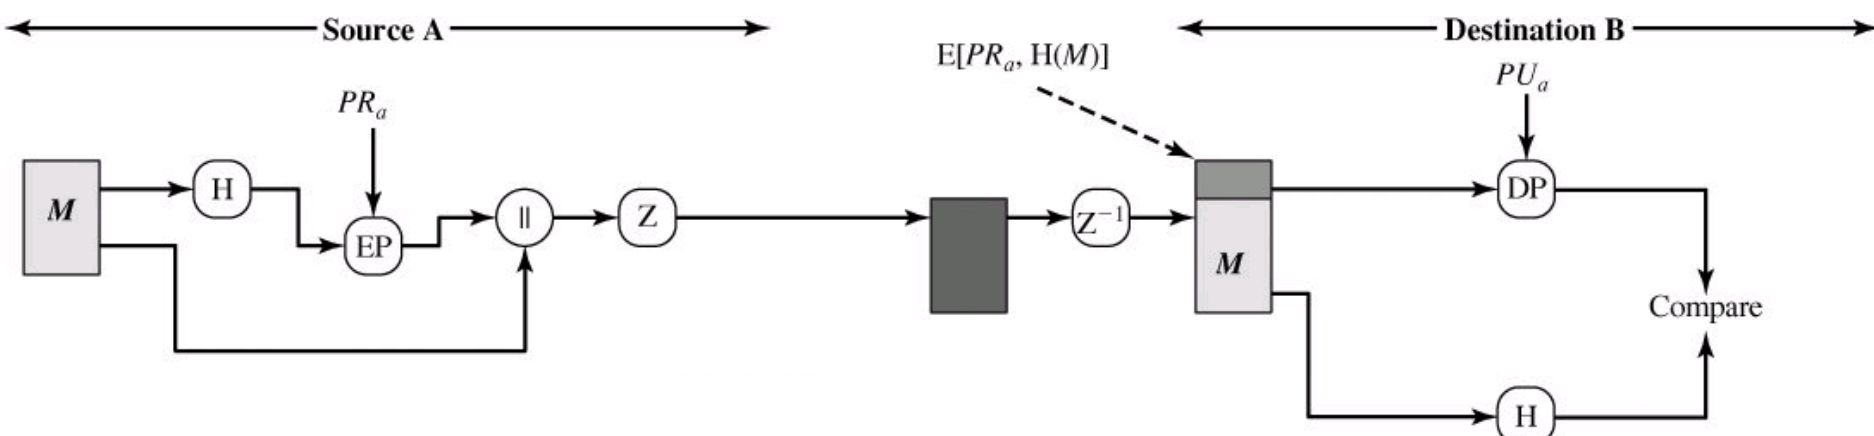 Source A
Destination B
E[PRₐ, H(M)]
PUₐ
PRₐ
M
H
EP
||
Z
Z⁻¹
M
DP
Compare
H